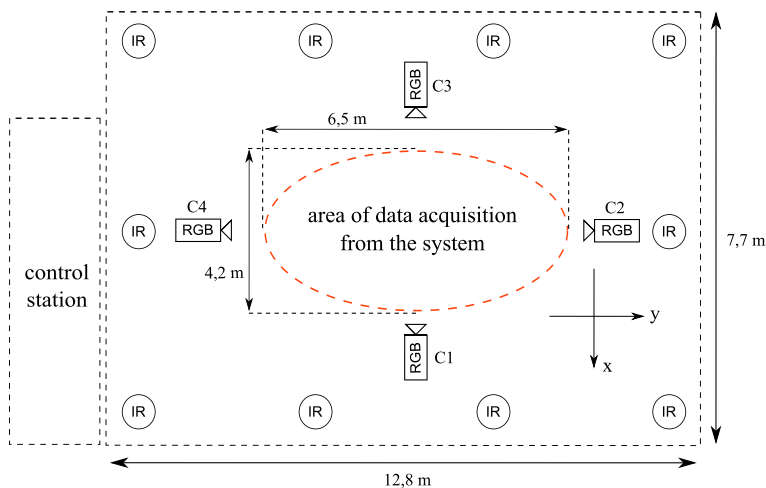 IR
IR
IR
IR
RGB
C3
6,5 m
C4
RGB
IR
area of data acquisition
from the system
C2
RGB
IR
7,7 m
4,2 m
control
station
y
x
RGB
C1
IR
IR
IR
IR
12,8 m